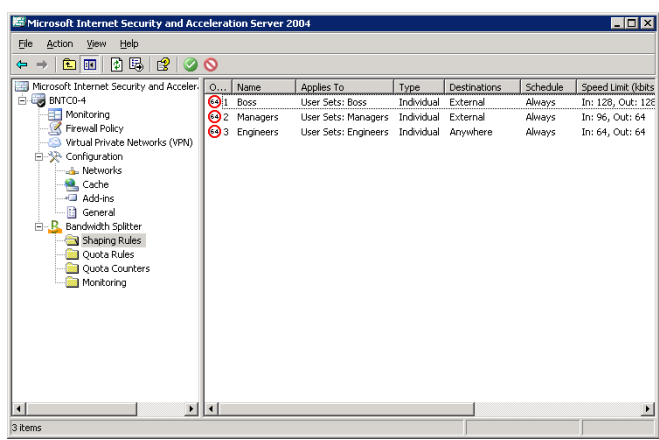 Microsoft Internet Security and Acceleration Server 2004
File Action View Help
Microsoft Internet Security and Acceler
BNTC0-4
Monitoring
Firewall Policy
Virtual Private Networks (VPN)
Configuration
Networks
Cache
Add-ins
General
Bandwidth Splitter
Shaping Rules
Quota Rules
Quota Counters
Monitoring
O... Name Applies To Type Destinations Schedule Speed Limit (kbits
64 1 Boss User Sets: Boss Individual External Always In: 128, Out: 128
64 2 Managers User Sets: Managers Individual External Always In: 96, Out: 64
64 3 Engineers User Sets: Engineers Individual Anywhere Always In: 64, Out: 64
3 items